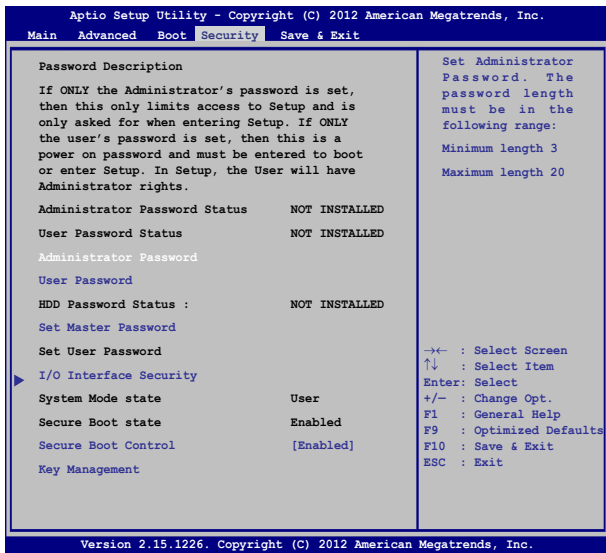 Aptio Setup Utility - Copyright (C) 2012 American Megatrends, Inc.
Main Advanced Boot Security Save & Exit
Password Description
If ONLY the Administrator's password is set,
then this only limits access to Setup and is
only asked for when entering Setup. If ONLY
the user's password is set, then this is a
power on password and must be entered to boot
or enter Setup. In Setup, the User will have
Administrator rights.
Administrator Password Status NOT INSTALLED
User Password Status NOT INSTALLED
Administrator Password
User Password
HDD Password Status : NOT INSTALLED
Set Master Password
Set User Password
I/O Interface Security
System Mode state User
Secure Boot state Enabled
Secure Boot Control [Enabled]
Key Management
Set Administrator
Password. The
password length
must be in the
following range:
Minimum length 3
Maximum length 20
→← : Select Screen
↑↓ : Select Item
Enter: Select
+/— : Change Opt.
F1 : General Help
F9 : Optimized Defaults
F10 : Save & Exit
ESC : Exit
Version 2.15.1226. Copyright (C) 2012 American Megatrends, Inc.